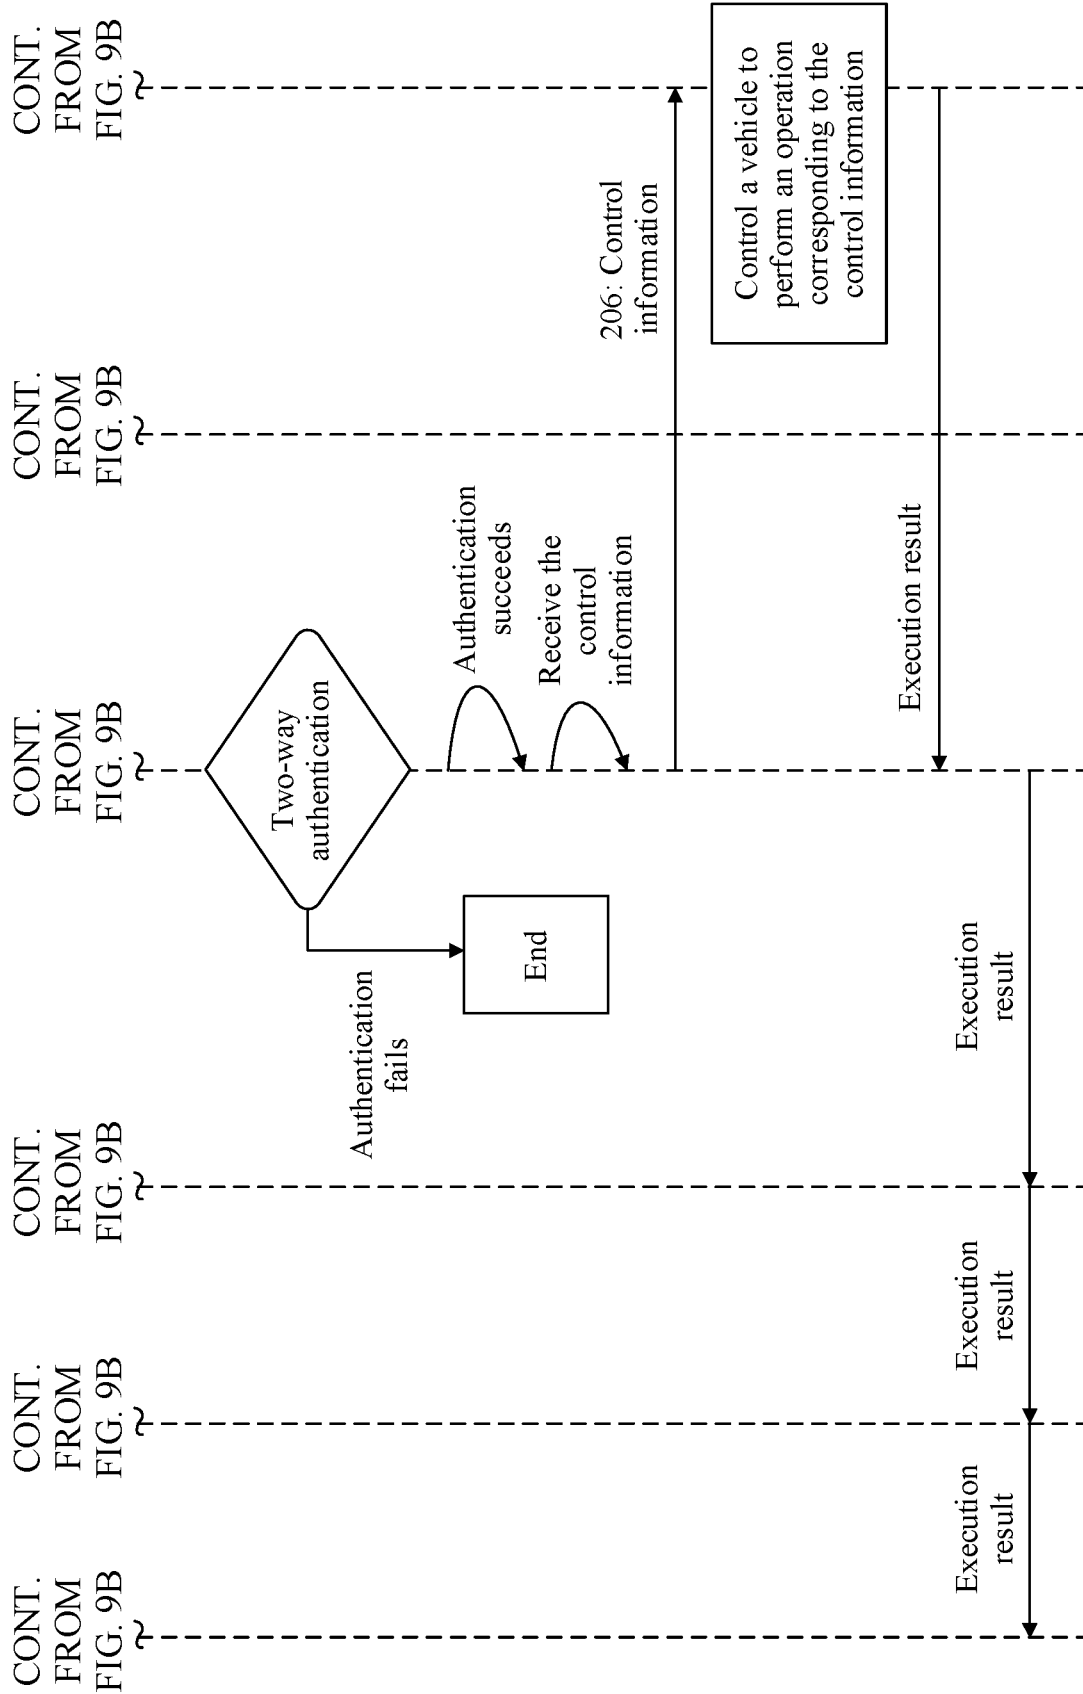 CONT.
FROM
FIG. 9B
CONT.
FROM
FIG. 9B
CONT.
FROM
FIG. 9B
CONT.
FROM
FIG. 9B
CONT.
FROM
FIG. 9B
CONT.
FROM
FIG. 9B
Two-way
authentication
Authentication
fails
End
Authentication
succeeds
Receive the
control
information
206: Control
information
Control a vehicle to
perform an operation
corresponding to the
control information
Execution result
Execution
result
Execution
result
Execution
result